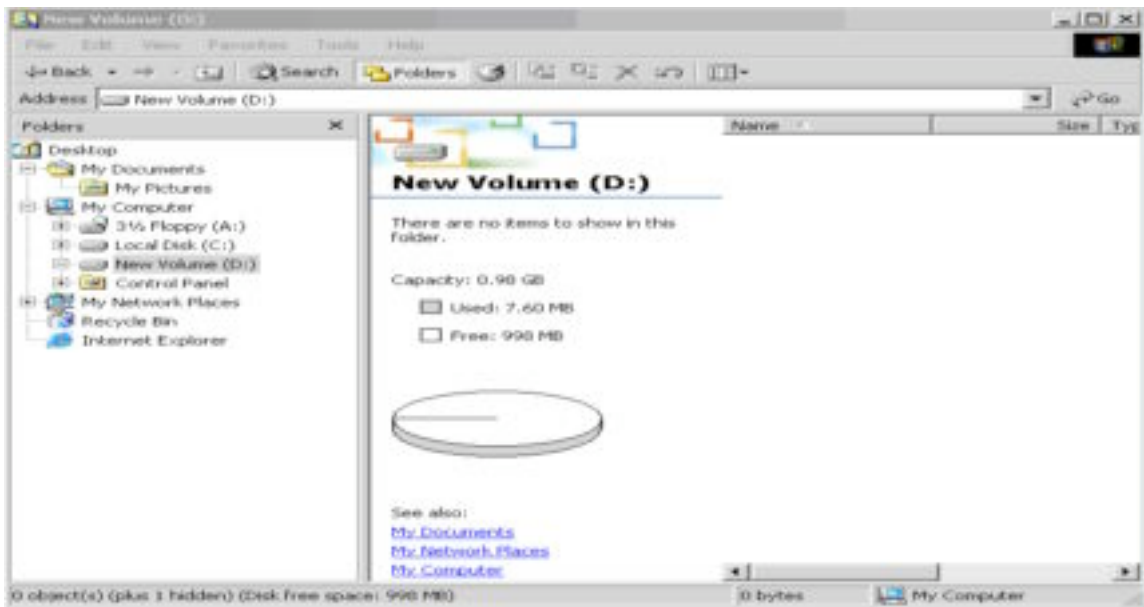 New Volume (D:)
File Edit View Favorites Tools Help
Back Search Folders
Address New Volume (D:) Go
Folders
Desktop
My Documents
My Pictures
My Computer
3½ Floppy (A:)
Local Disk (C:)
New Volume (D:)
Control Panel
My Network Places
Recycle Bin
Internet Explorer
New Volume (D:)
There are no items to show in this
folder.
Capacity: 0.98 GB
Used: 7.60 MB
Free: 998 MB
See also:
My Documents
My Network Places
My Computer
Name Size Typ
0 object(s) (plus 1 hidden) (Disk free space: 998 MB) 0 bytes My Computer